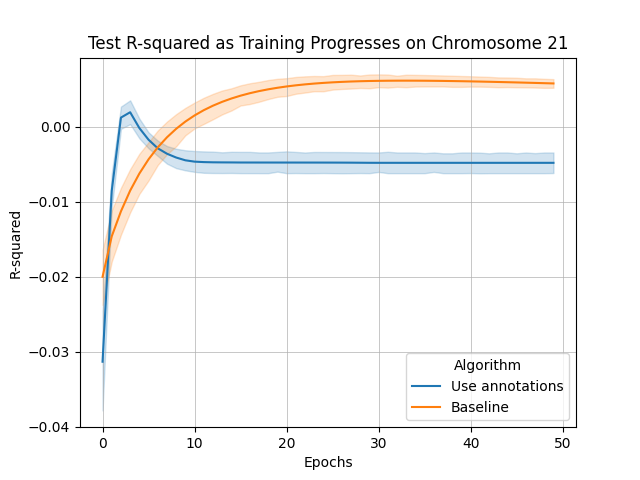 Test R-squared as Training Progresses on Chromosome 21
R-squared
0.00
−0.01
−0.02
−0.03
−0.04
0
10
20
30
40
50
Epochs
Algorithm
Use annotations
Baseline